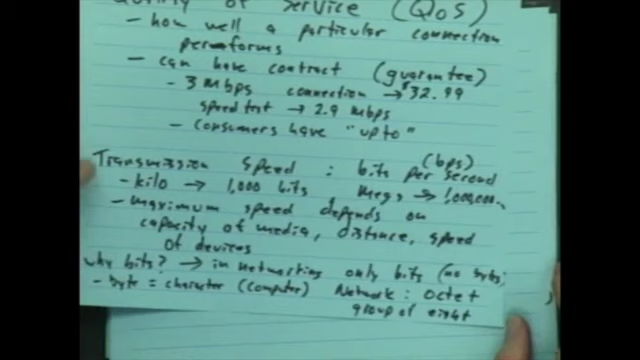 Quality of Service (QoS)
- how well a particular connection
performs
- can have contract (guarantee)
- 3 Mbps connection → $32.99
speed test → 2.9 Mbps
- consumers have "up to"
Transmission speed : bits per second (bps)
- kilo → 1,000 bits Mega → 1,000,000
- maximum speed depends on
capacity of media, distance, speed
of devices
why bits? → in networking only bits (no bytes
- byte = character (computer) Network : Octet
group of eight